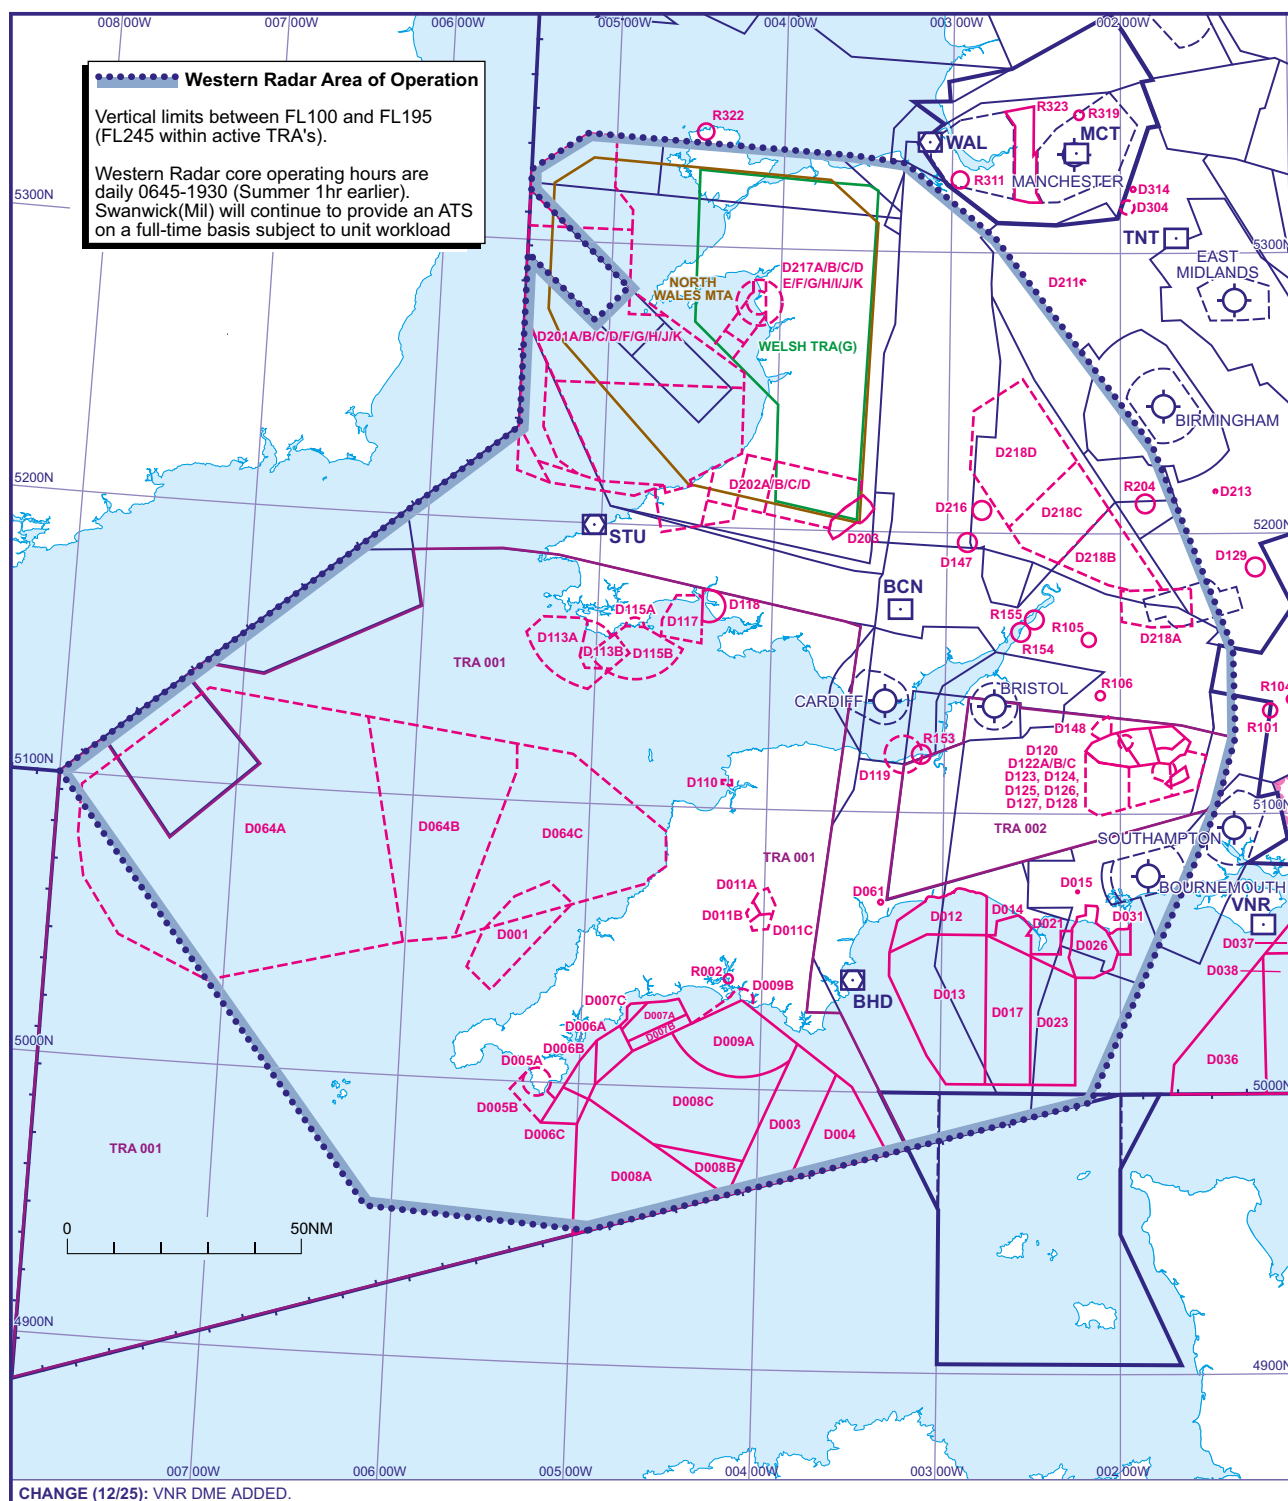 008 00W
007 00W
006 00W
005 00W
004 00W
003 00W
002 00W
Western Radar Area of Operation
Vertical limits between FL100 and FL195
(FL245 within active TRA's).
Western Radar core operating hours are
daily 0645-1930 (Summer 1hr earlier).
Swanwick(Mil) will continue to provide an ATS
on a full-time basis subject to unit workload
R322
R323
R319
MCT
WAL
R311
MANCHESTER
D314
D304
5300N
TNT
5300N
EAST
MIDLANDS
D217A/B/C/D
E/F/G/H/I/J/K
D211
NORTH
WALES MTA
D201A/B/C/D/F/G/H/J/K
WELSH TRA(G)
BIRMINGHAM
D218D
5200N
D202A/B/C/D
R204
D213
D216
D218C
STU
D203
5200N
D147
D218B
D129
BCN
D115A
D118
D117
R155
R105
D218A
D113A
D113B
D115B
R154
TRA 001
CARDIFF
BRISTOL
R106
R104
R101
D148
R153
D119
D120
D122A/B/C
D123, D124,
D125, D126,
D127, D128
5100N
D110
5100N
D064A
D064B
D064C
TRA 002
SOUTHAMPTON
TRA 001
D011A
D061
D015
BOURNEMOUTH
D011B
D011C
D012
D014
D021
D031
VNR
D001
D026
D037
D038
R002
D009B
BHD
D013
D007C
D007A
D007B
D017
D023
D006A
5000N
D006B
D009A
D005A
D036
5000N
D005B
D008C
D006C
D003
D004
TRA 001
D008A
D008B
0
50NM
4900N
4900N
007 00W
006 00W
005 00W
004 00W
003 00W
002 00W
CHANGE (12/25): VNR DME ADDED.